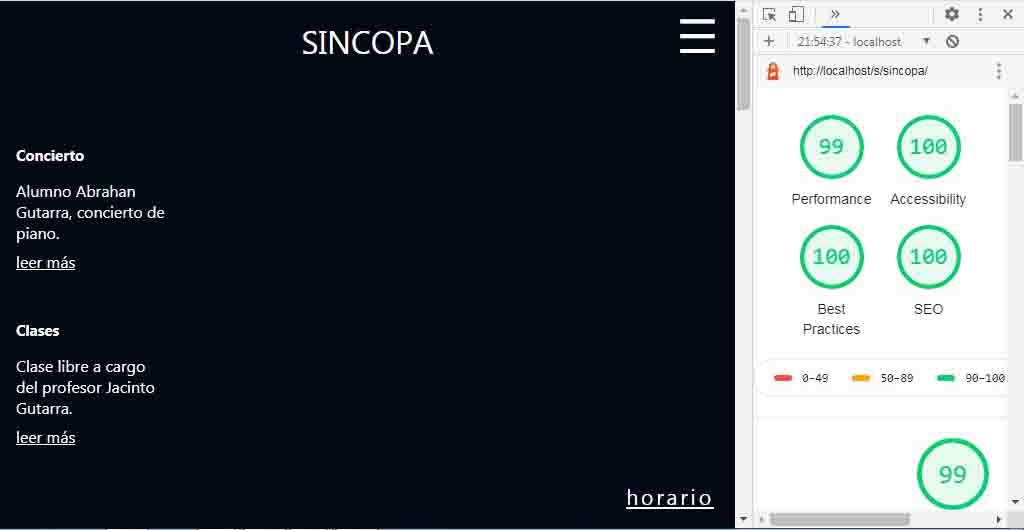 SINCOPA
Concierto
Alumno Abrahan
Gutarra, concierto de
piano.
leer más
Clases
Clase libre a cargo
del profesor Jacinto
Gutarra.
leer más
horario
21:54:37 - localhost
http://localhost/s/sincopa/
99 100
Performance Accessibility
100 100
Best SEO
Practices
0-49 50-89 90-100
99